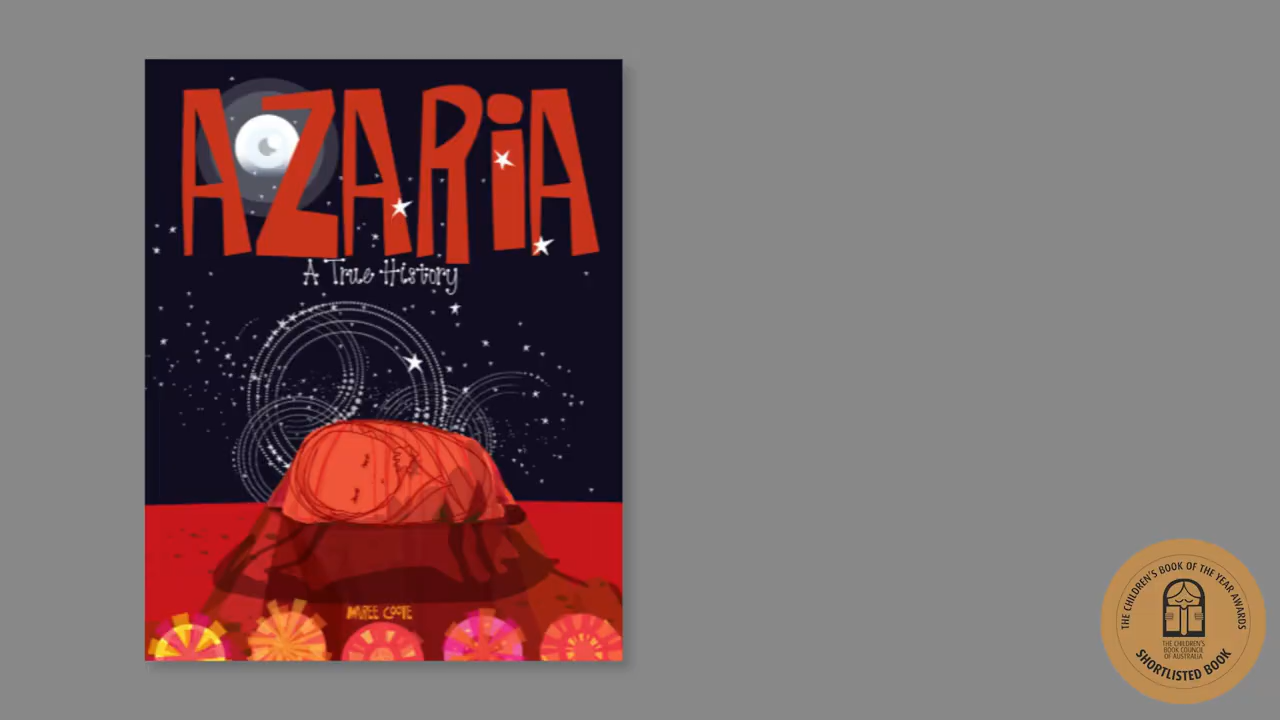 AZARiA
A True History
MAREE COOTE
THE CHILDREN'S BOOK OF THE YEAR AWARDS
THE CHILDREN'S
BOOK COUNCIL
OF AUSTRALIA
SHORTLISTED BOOK